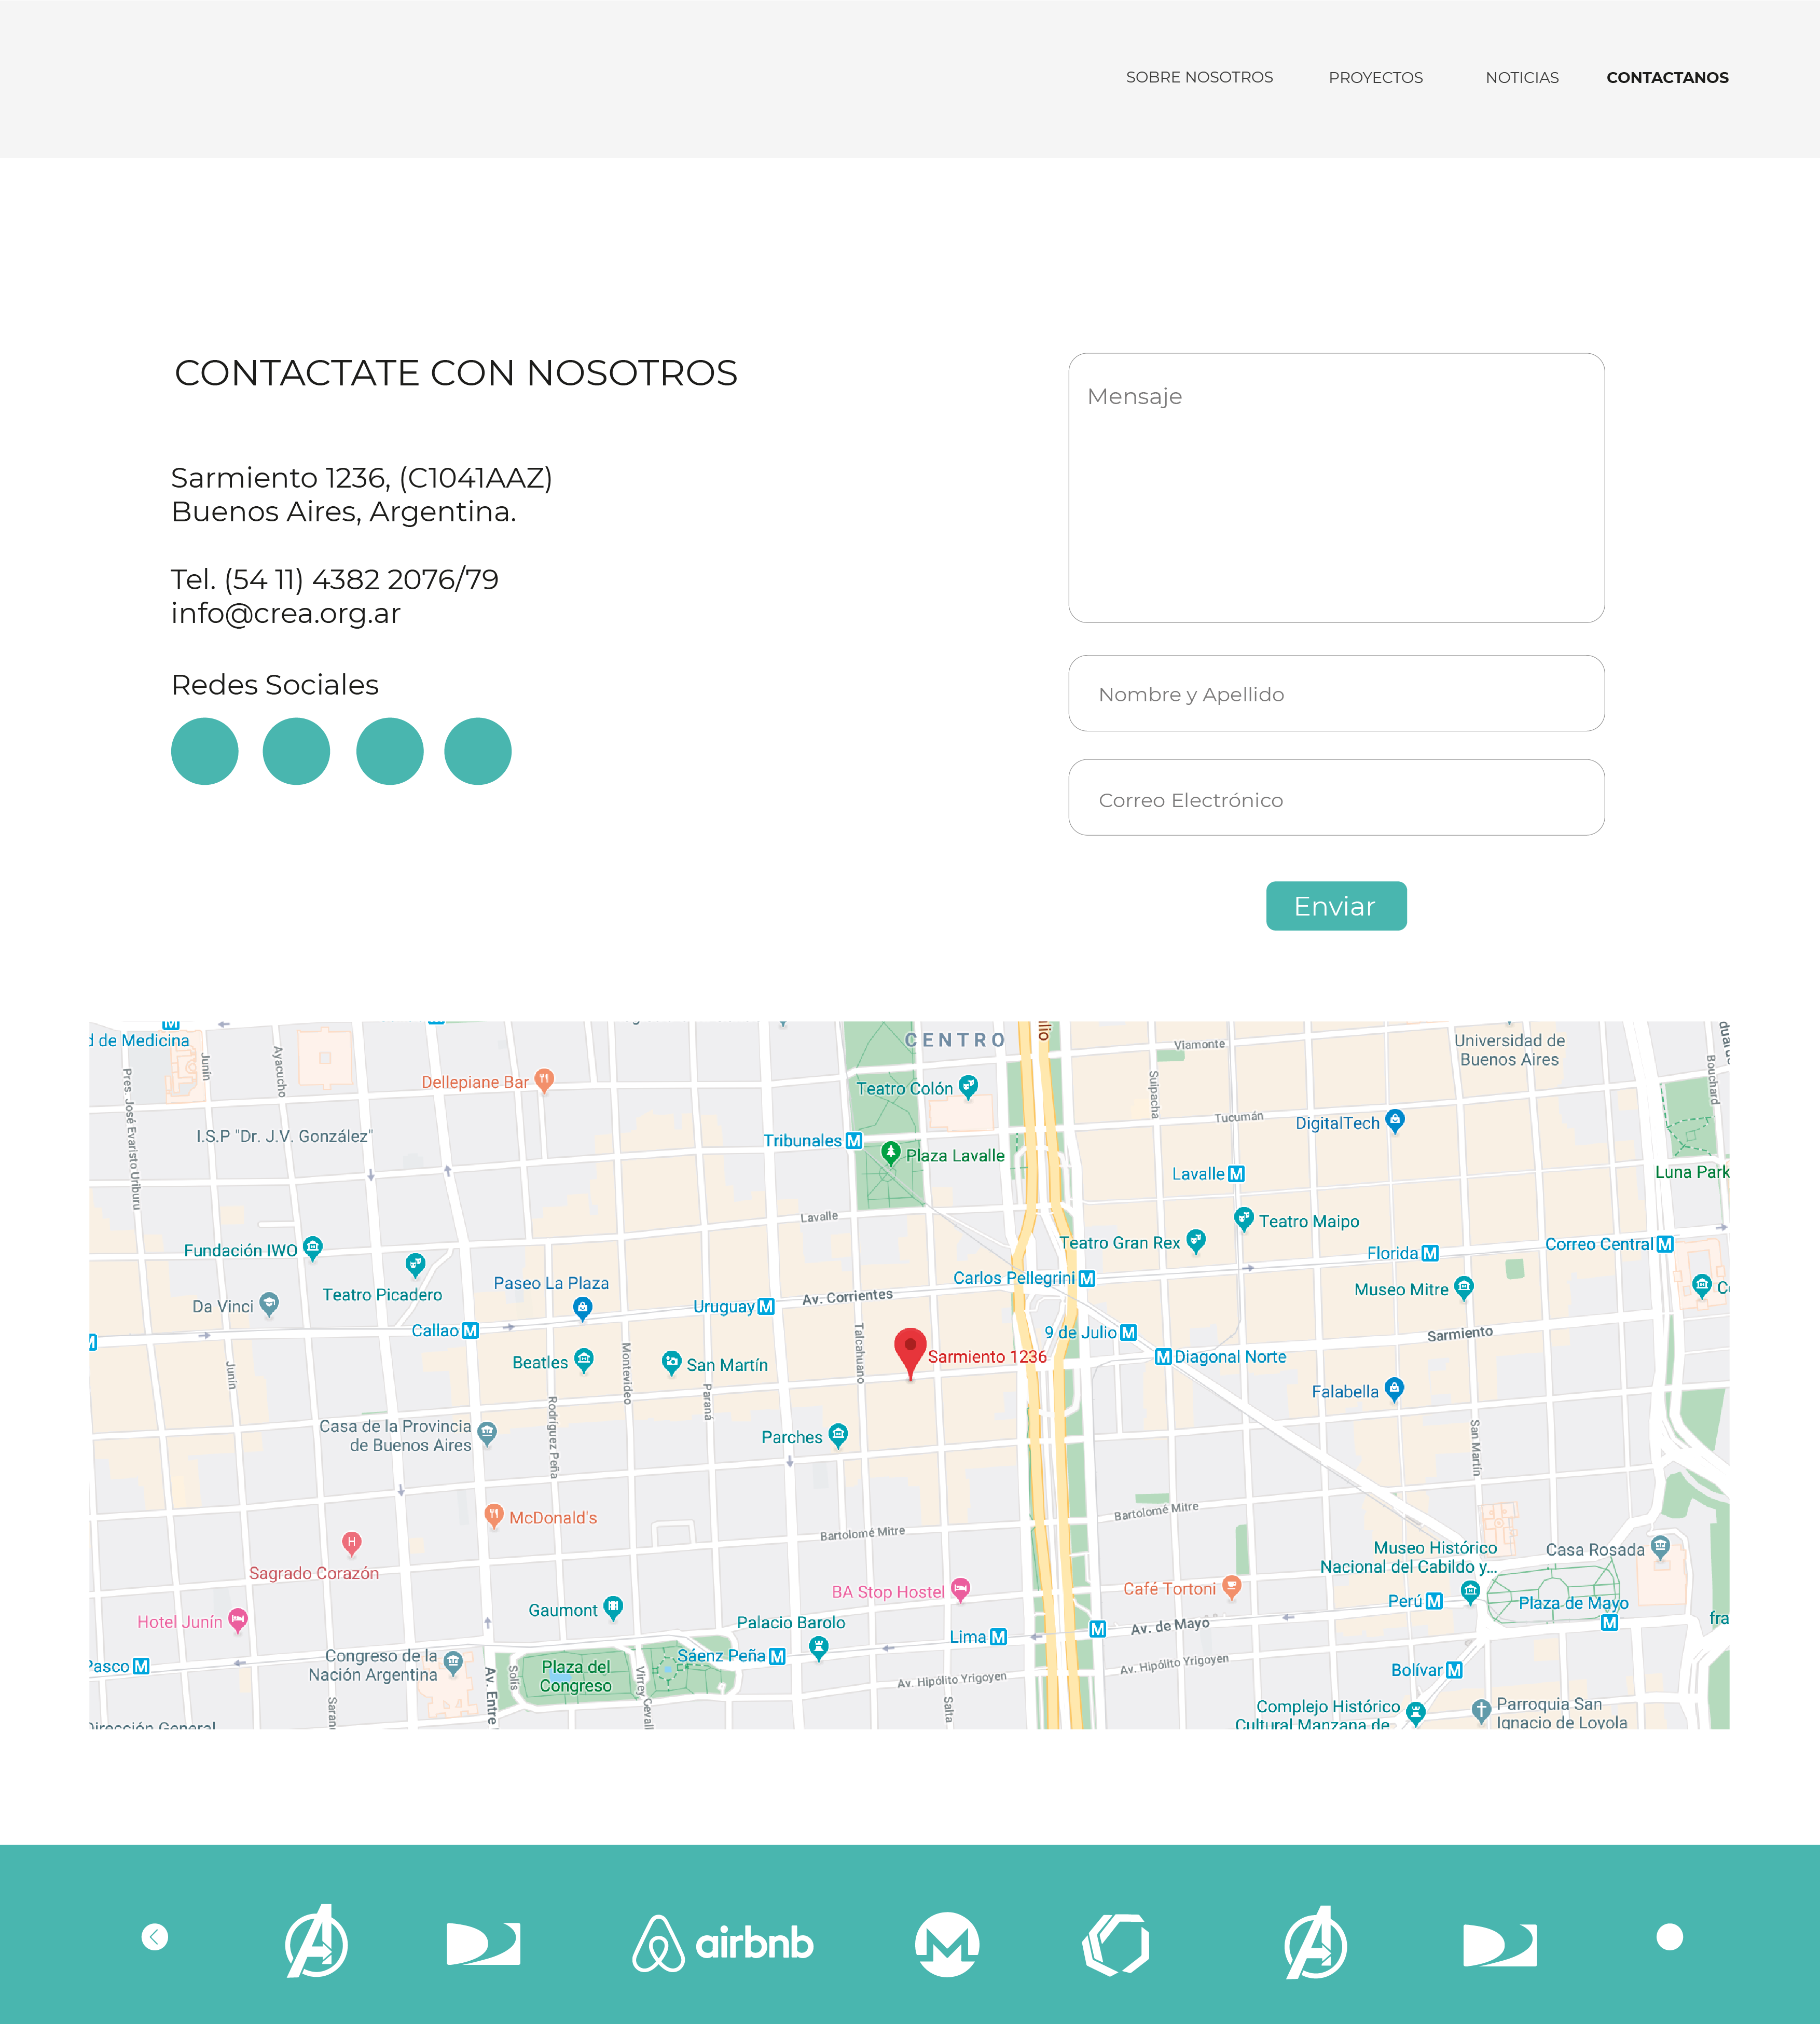 SOBRE NOSOTROS
PROYECTOS
NOTICIAS
CONTACTANOS
CONTACTATE CON NOSOTROS
Sarmiento 1236, (C1041AAZ)
Buenos Aires, Argentina.
Tel. (54 11) 4382 2076/79
info@crea.org.ar
Redes Sociales
Mensaje
Nombre y Apellido
Correo Electrónico
Enviar
d de Medicina
CENTRO
Viamonte
Universidad de
Buenos Aires
Junín
Ayacucho
Pres. José Evaristo Uriburu
Dellepiane Bar
Teatro Colón
Suipacha
Bouchard
Tucumán
DigitalTech
I.S.P "Dr. J.V. González"
Tribunales
Plaza Lavalle
Lavalle
Luna Park
Lavalle
Teatro Maipo
Fundación IWO
Teatro Gran Rex
Florida
Correo Central
Teatro Picadero
Paseo La Plaza
Carlos Pellegrini
Museo Mitre
Da Vinci
Uruguay
Av. Corrientes
Callao
9 de Julio
Sarmiento
Talcahuano
Beatles
Montevideo
San Martín
Sarmiento 1236
Diagonal Norte
Junín
Paraná
Falabella
Rodríguez Peña
Casa de la Provincia
de Buenos Aires
Parches
San Martín
McDonald's
Bartolomé Mitre
Bartolomé Mitre
Sagrado Corazón
Museo Histórico
Nacional del Cabildo y...
Casa Rosada
BA Stop Hostel
Café Tortoni
Hotel Junín
Gaumont
Palacio Barolo
Perú
Plaza de Mayo
fra
Av. de Mayo
Lima
Congreso de la
Nación Argentina
Sáenz Peña
Pasco
Plaza del
Congreso
Av. Hipólito Yrigoyen
Av. Hipólito Yrigoyen
Bolívar
Solís
Virrey Cevall
Av. Entre
Saran
Salta
Complejo Histórico
Cultural Manzana de
Parroquia San
Ignacio de Loyola
Dirección General
airbnb